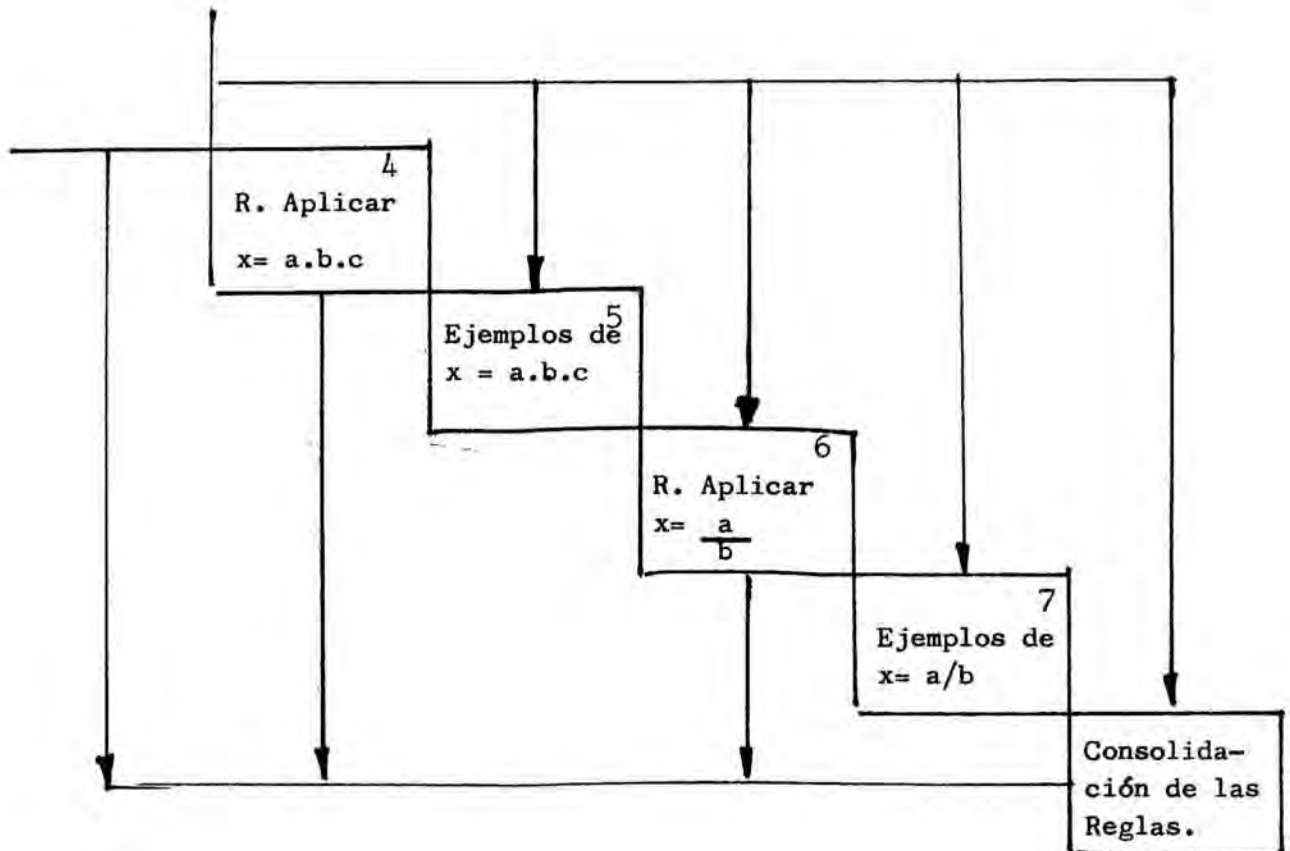 4
R. Aplicar
x= a.b.c
5
Ejemplos de
x = a.b.c
6
R. Aplicar
x= a
b
7
Ejemplos de
x= a/b
Consolida-
ción de las
Reglas.